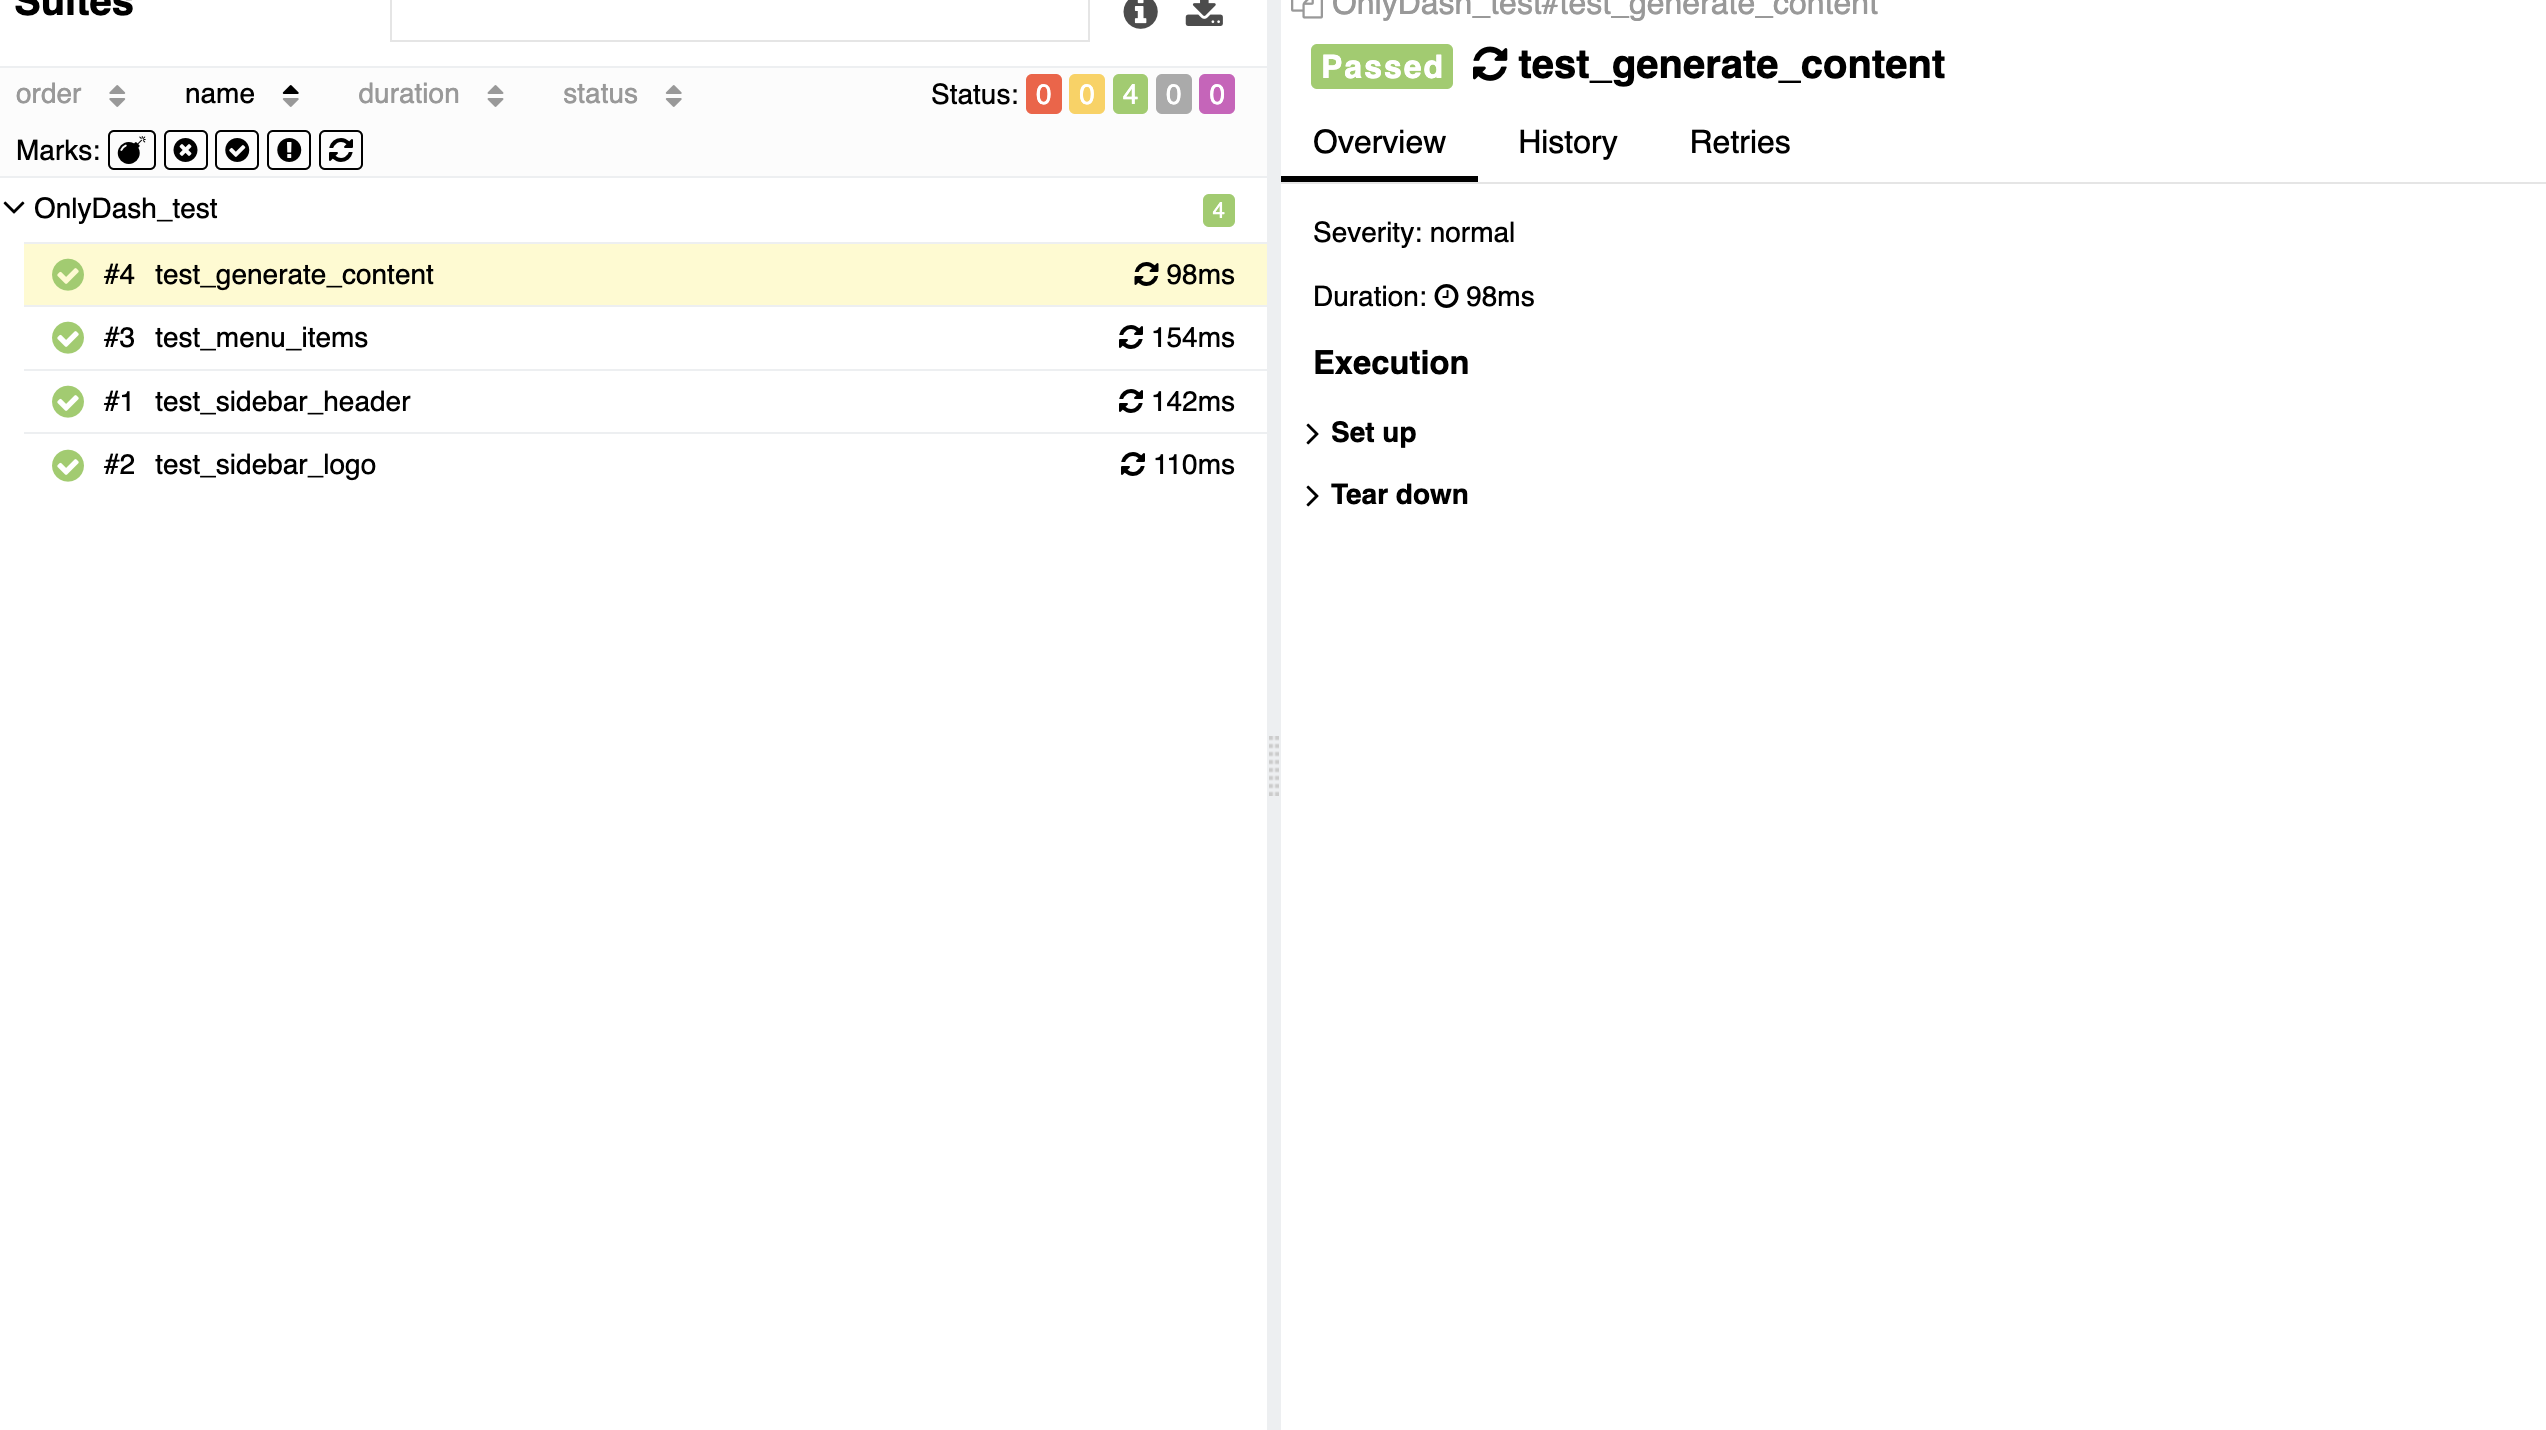 Suites
order name duration status Status: 0 0 4 0 0
Marks:
OnlyDash_test 4
#4 test_generate_content 98ms
#3 test_menu_items 154ms
#1 test_sidebar_header 142ms
#2 test_sidebar_logo 110ms
OnlyDash_test#test_generate_content
Passed test_generate_content
Overview History Retries
Severity: normal
Duration: 98ms
Execution
Set up
Tear down